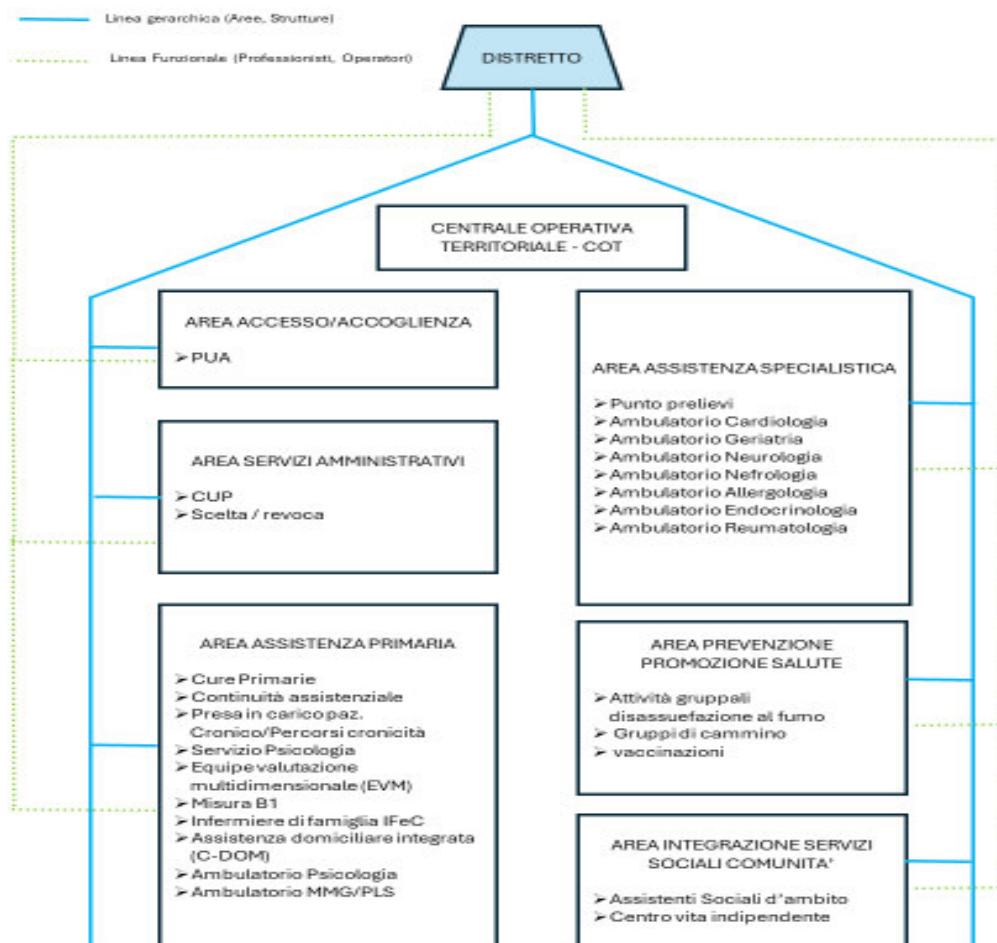 Linea gerarchica (Aree, Strutture)
Linea Funzionale (Professionisti, Operatori)
DISTRETTO
CENTRALE OPERATIVA
TERRITORIALE - COT
AREA ACCESSO/ACCOGLIENZA
➢ PUA
AREA SERVIZI AMMINISTRATIVI
➢ CUP
➢ Scelta / revoca
AREA ASSISTENZA PRIMARIA
➢ Cure Primarie
➢ Continuità assistenziale
➢ Presa in carico paz.
Cronico/Percorsi cronicità
➢ Servizio Psicologia
➢ Equipe valutazione
multidimensionale (EVM)
➢ Misura B1
➢ Infermiere di famiglia IFeC
➢ Assistenza domiciliare integrata
(C-DOM)
➢ Ambulatorio Psicologia
➢ Ambulatorio MMG/PLS
AREA ASSISTENZA SPECIALISTICA
➢ Punto prelievi
➢ Ambulatorio Cardiologia
➢ Ambulatorio Geriatria
➢ Ambulatorio Neurologia
➢ Ambulatorio Nefrologia
➢ Ambulatorio Allergologia
➢ Ambulatorio Endocrinologia
➢ Ambulatorio Reumatologia
AREA PREVENZIONE
PROMOZIONE SALUTE
➢ Attività gruppali
disassuefazione al fumo
➢ Gruppi di cammino
➢ vaccinazioni
AREA INTEGRAZIONE SERVIZI
SOCIALI COMUNITA'
➢ Assistenti Sociali d'ambito
➢ Centro vita indipendente